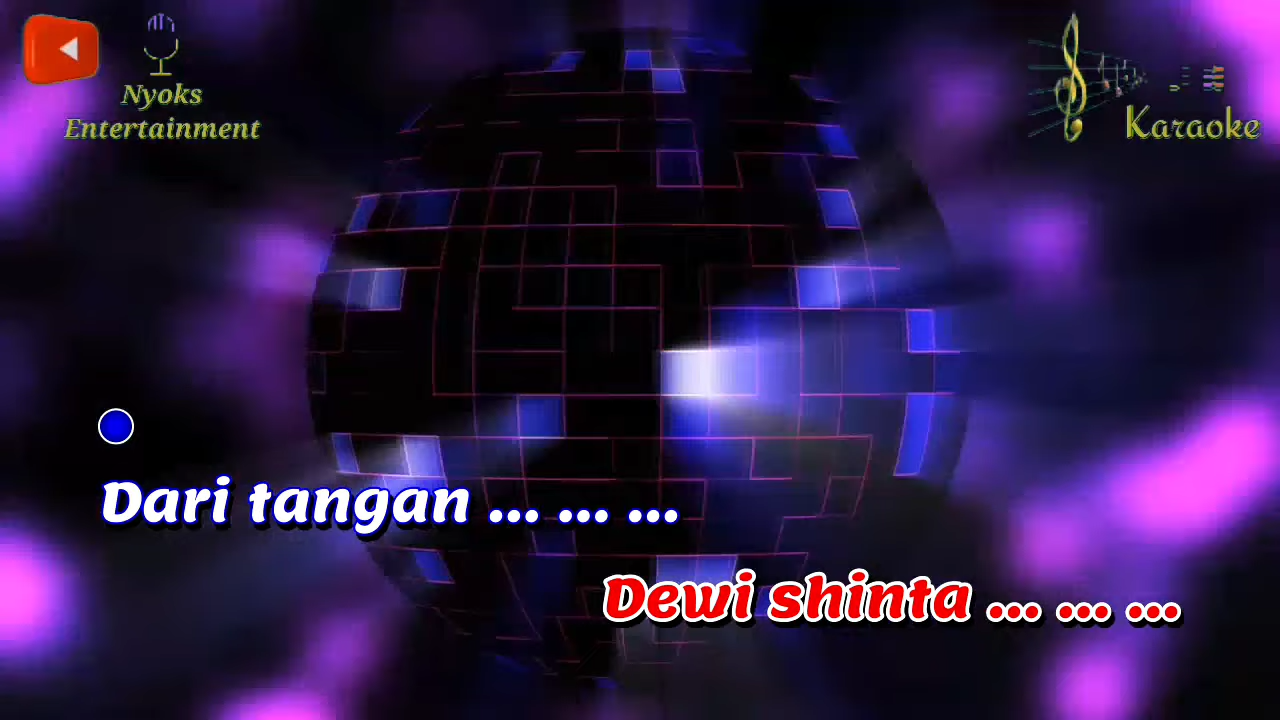 Nyoks
Entertainment
Karaoke
Dari tangan ... ... ...
Dewi shinta ... ... ...